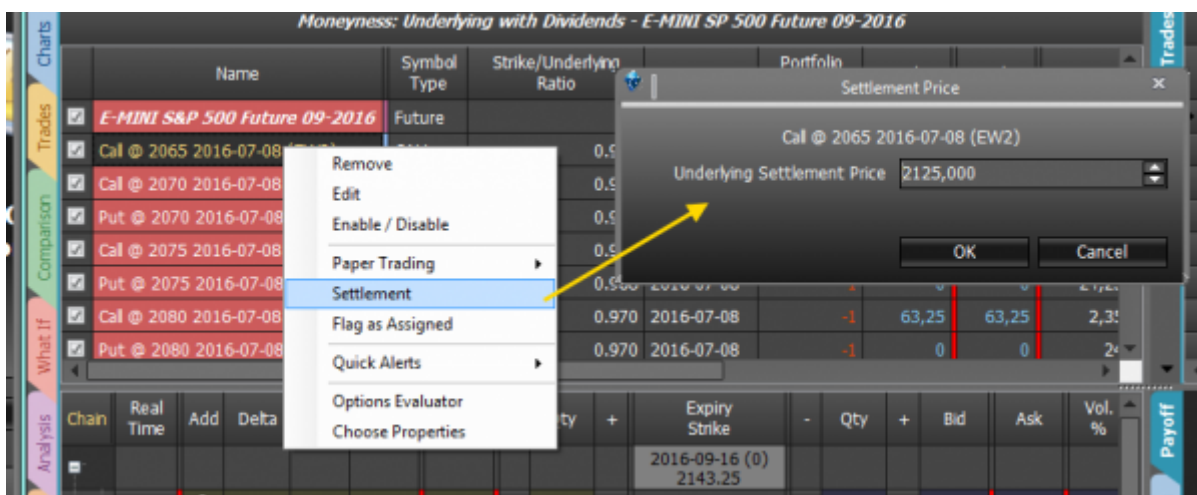 Moneyness: Underlying with Dividends - E-MINI SP 500 Future 09-2016
Charts
Trades
Comparison
What If
Analysis
Trades
Payoff
Name
Symbol Type
Strike/Underlying Ratio
Portfolio
E-MINI S&P 500 Future 09-2016 Future
Call @ 2065 2016-07-08
Call @ 2070 2016-07-08
Put @ 2070 2016-07-08
Call @ 2075 2016-07-08
Put @ 2075 2016-07-08
Call @ 2080 2016-07-08 0.970 2016-07-08 -1 63,25 63,25
Put @ 2080 2016-07-08 0.970 2016-07-08 -1 0 0
Remove
Edit
Enable / Disable
Paper Trading
Settlement
Flag as Assigned
Quick Alerts
Options Evaluator
Choose Properties
Settlement Price
x
Call @ 2065 2016-07-08 (EW2)
Underlying Settlement Price 2125,000
OK Cancel
Chain
Real Time
Add
Delta
+
Expiry Strike
-
Qty
+
Bid
Ask
Vol. %
2016-09-16 (0)
2143.25